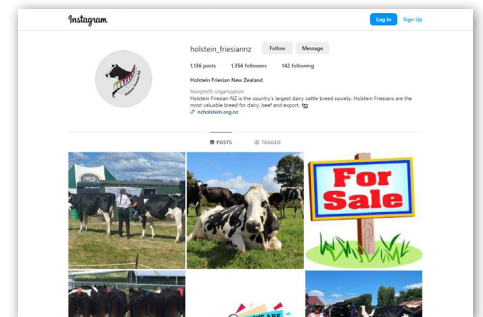 Instagram
Log In Sign Up
holstein_friesiannz Follow Message
1,136 posts 1,356 followers 142 following
Holstein Friesian New Zealand
Nonprofit organization
Holstein Friesian NZ is the country's largest dairy cattle breed society. Holstein Friesians are the
most valuable breed for dairy, beef and export.
nzholstein.org.nz
POSTS TAGGED
For
Sale
ARE